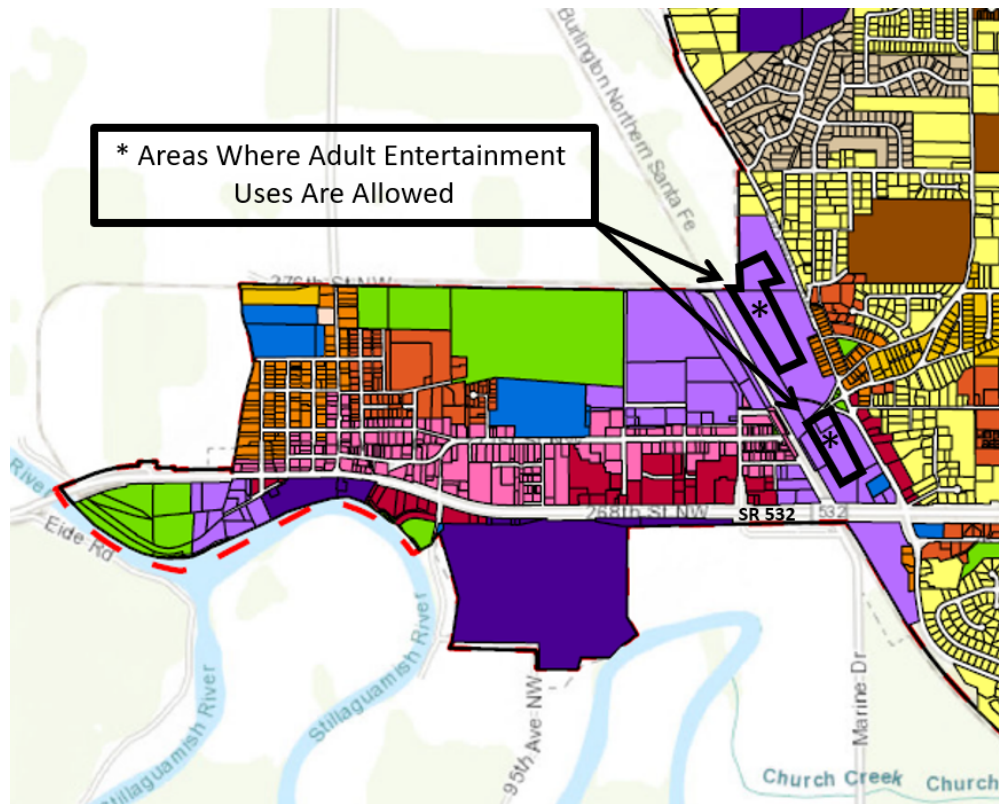 Burlington Northern Santa Fe
* Areas Where Adult Entertainment
Uses Are Allowed
276th St NW
*
*
River
Eide Rd
268th St NW
SR 532
532
Stillaguamish River
Stillaguamish River
95th Ave NW
Marine Dr
Church Creek
Church